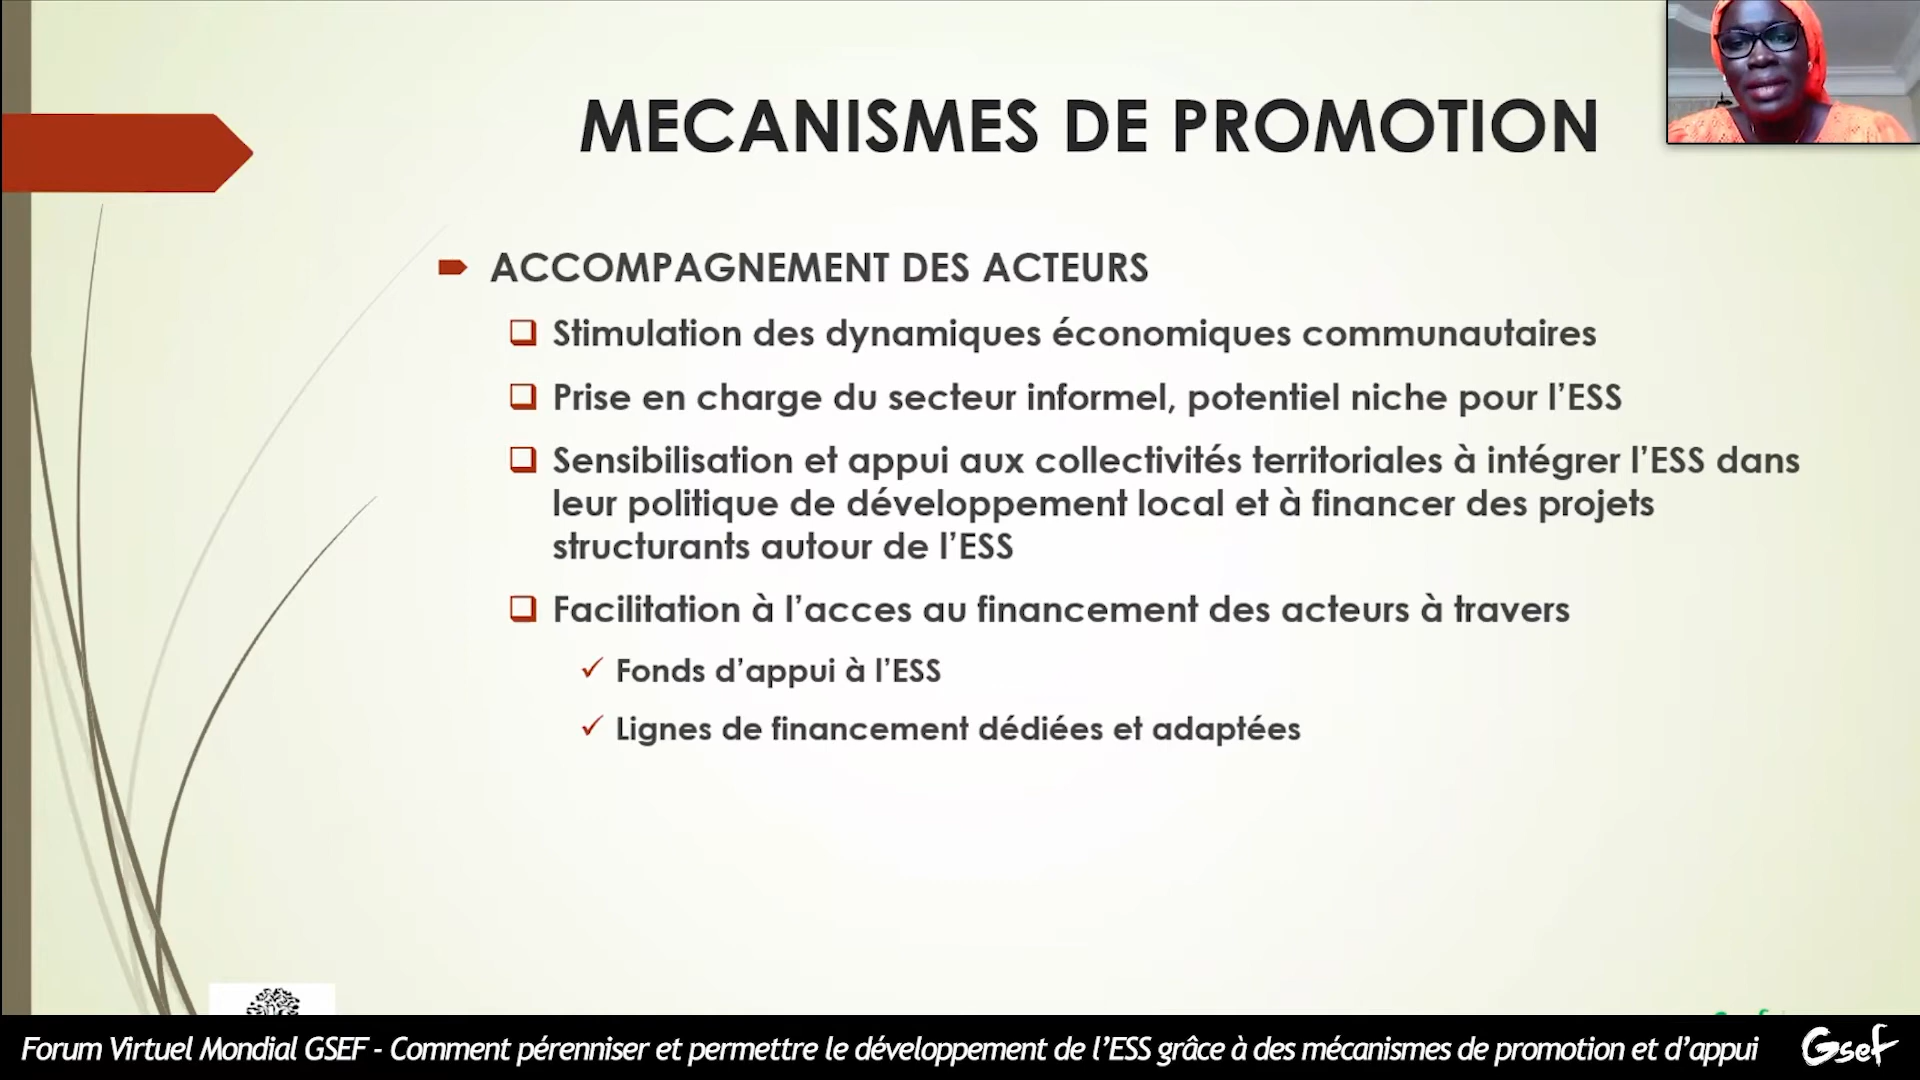 MECANISMES DE PROMOTION
ACCOMPAGNEMENT DES ACTEURS
Stimulation des dynamiques économiques communautaires
Prise en charge du secteur informel, potentiel niche pour l’ESS
Sensibilisation et appui aux collectivités territoriales à intégrer l’ESS dans
leur politique de développement local et à financer des projets
structurants autour de l’ESS
Facilitation à l’acces au financement des acteurs à travers
Fonds d’appui à l’ESS
Lignes de financement dédiées et adaptées
Forum Virtuel Mondial GSEF - Comment pérenniser et permettre le développement de l’ESS grâce à des mécanismes de promotion et d’appui
Gsef